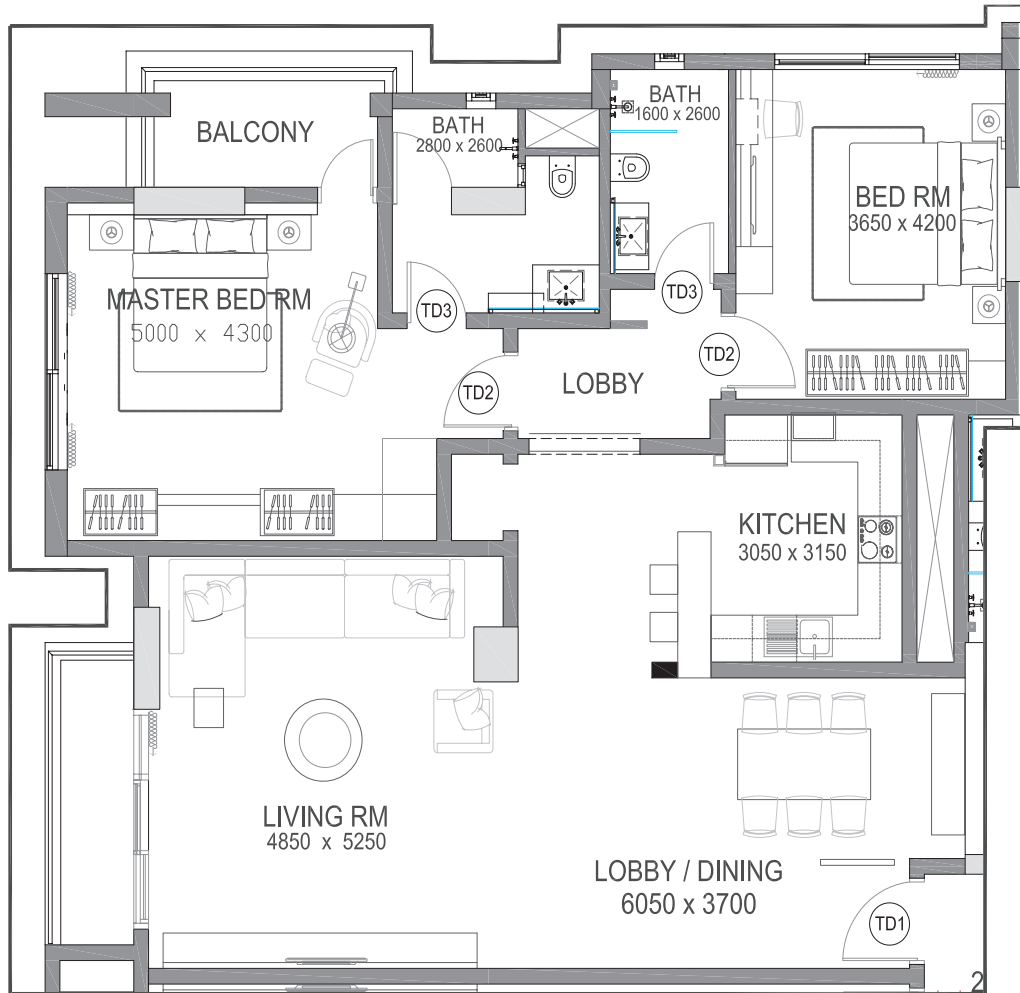 BALCONY
BATH
2800 x 2600
BATH
1600 x 2600
BED RM
3650 x 4200
MASTER BED RM
5000 x 4300
TD3
TD3
TD2
TD2
LOBBY
KITCHEN
3050 x 3150
LIVING RM
4850 x 5250
LOBBY / DINING
6050 x 3700
TD1
2